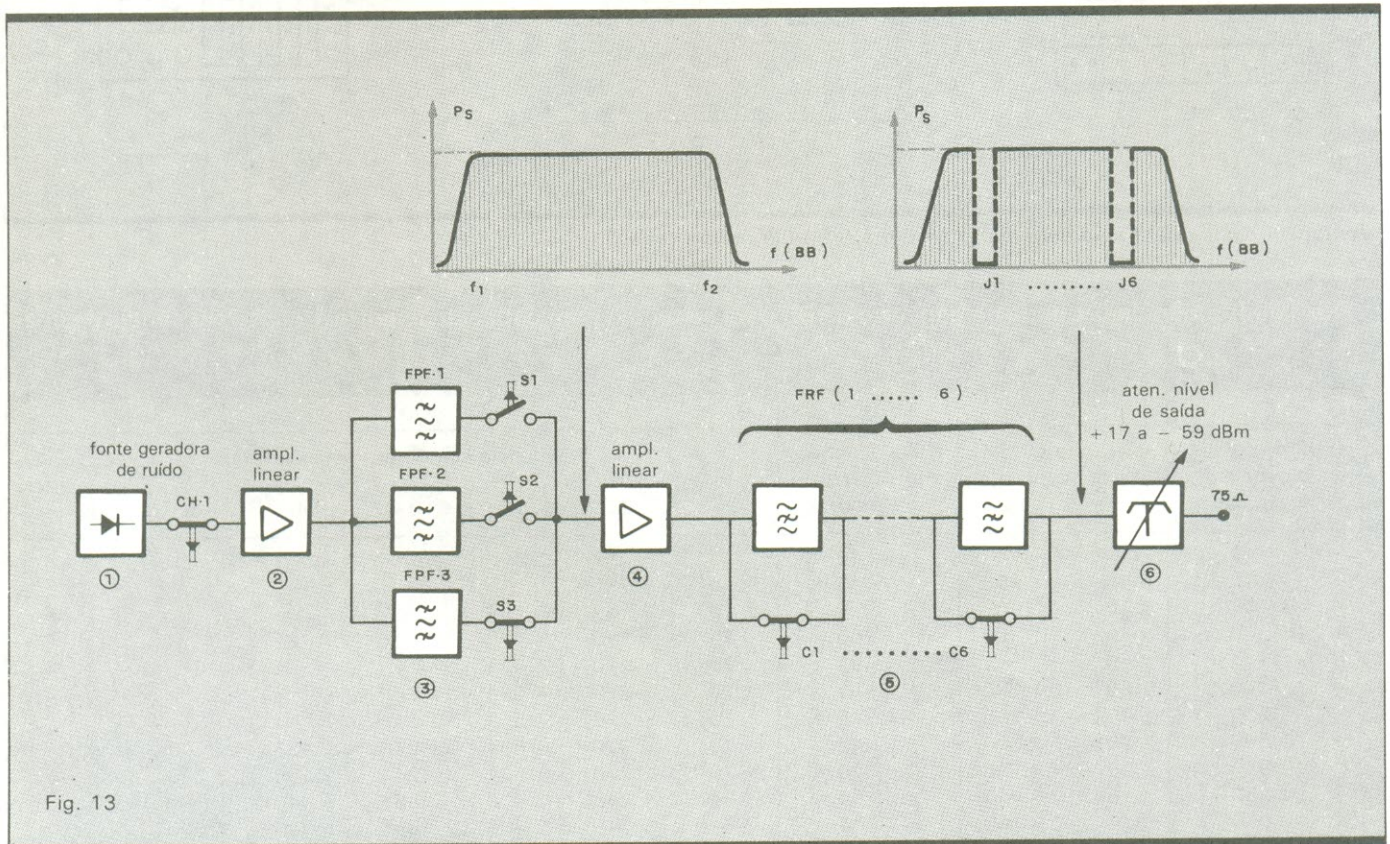 Ps
f (BB)
f1
f2
Ps
f (BB)
J1 ......... J6
fonte geradora
de ruído
CH·1
①
ampl.
linear
②
FPF·1
S1
FPF·2
S2
FPF·3
S3
③
ampl.
linear
④
FRF ( 1 ...... 6 )
C1 ......... C6
⑤
aten. nível
de saída
+ 17 a – 59 dBm
75Ω
⑥
Fig. 13